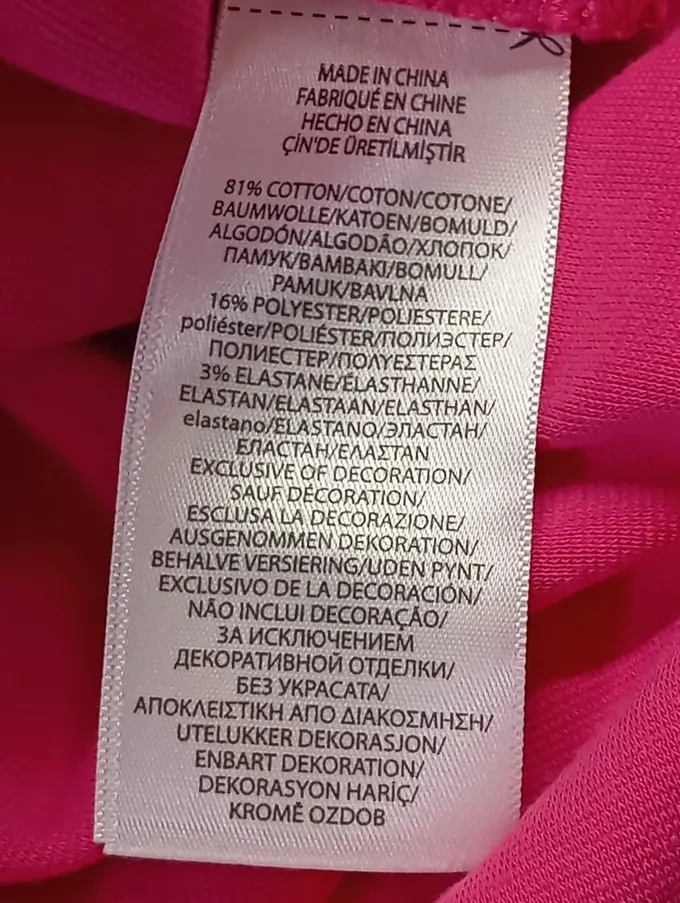 MADE IN CHINA
FABRIQUÉ EN CHINE
HECHO EN CHINA
ÇİN'DE ÜRETİLMİŞTİR
81% COTTON/COTON/COTONE/
BAUMWOLLE/KATOEN/BOMULD/
ALGODÓN/ALGODÃO/ХЛОПОК/
ПАМУК/ΒΑΜΒΑΚΙ/BOMULL/
PAMUK/BAVLNA
16% POLYESTER/POLIESTERE/
poliéster/POLIÉSTER/ПОЛИЭСТЕР/
ПОЛИЕСТЕР/ΠΟΛΥΕΣΤΕΡΑΣ
3% ELASTANE/ÉLASTHANNE/
ELASTAN/ELASTAAN/ELASTHAN/
elastano/ELASTANO/ЭЛАСТАН/
ЕЛАСТАН/ΕΛΑΣΤΑΝ
EXCLUSIVE OF DECORATION/
SAUF DÉCORATION/
ESCLUSA LA DECORAZIONE/
AUSGENOMMEN DEKORATION/
BEHALVE VERSIERING/UDEN PYNT/
EXCLUSIVO DE LA DECORACIÓN/
NÃO INCLUI DECORAÇÃO/
ЗА ИСКЛЮЧЕНИЕМ
ДЕКОРАТИВНОЙ ОТДЕЛКИ/
БЕЗ УКРАСАТА/
ΑΠΟΚΛΕΙΣΤΙΚΗ ΑΠΟ ΔΙΑΚΟΣΜΗΣΗ/
UTELUKKER DEKORASJON/
ENBART DEKORATION/
DEKORASYON HARİÇ/
KROMĚ OZDOB